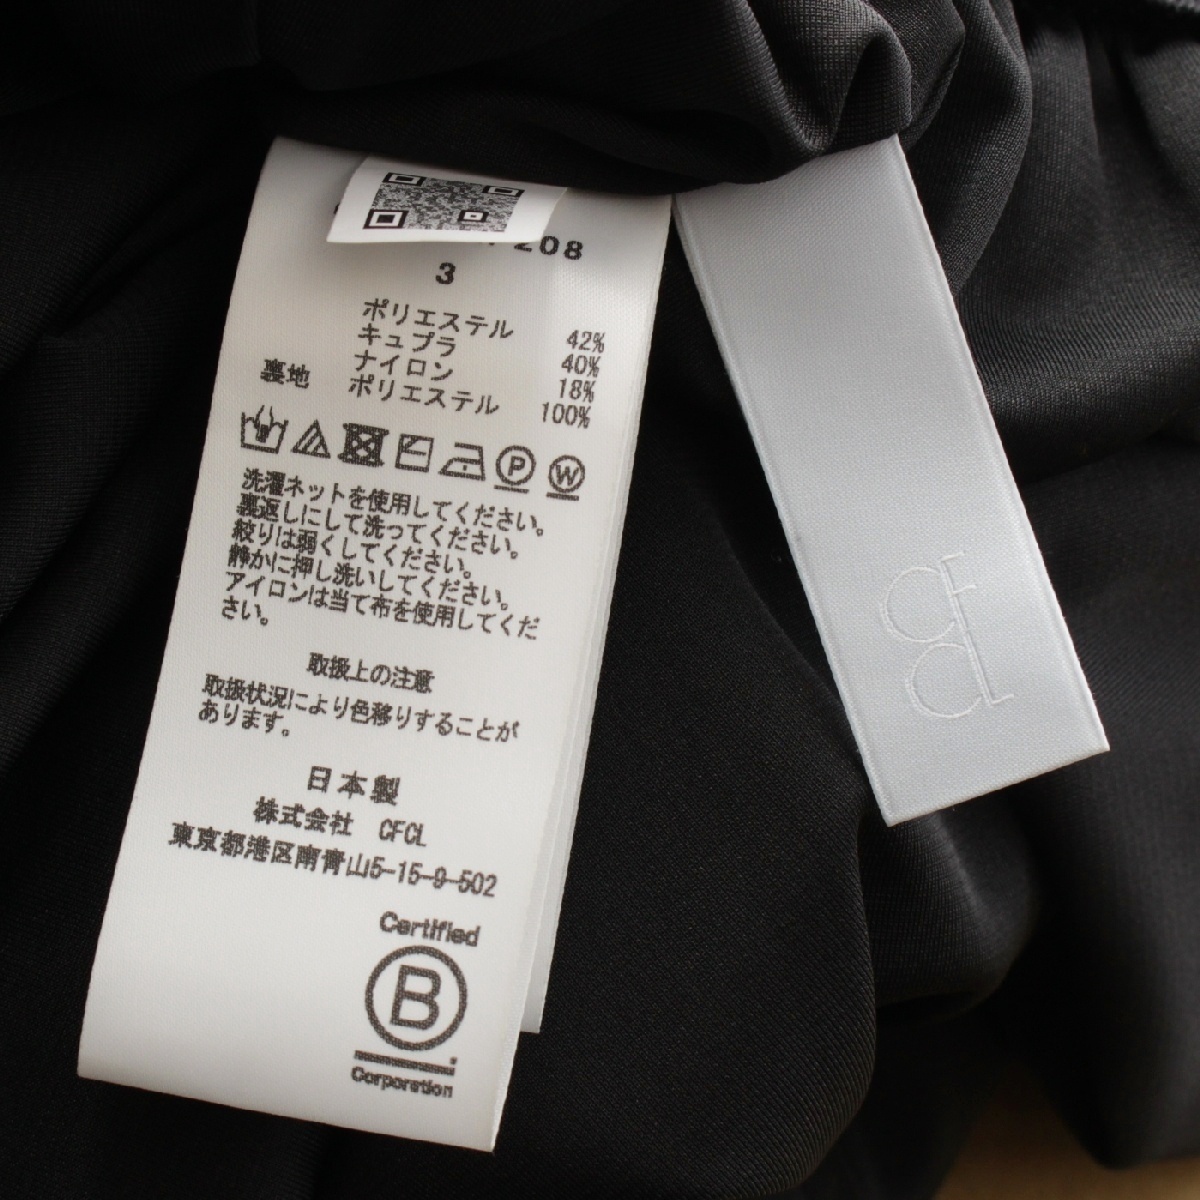 208
3
ポリエステル 42%
キュプラ 40%
ナイロン 18%
裏地 ポリエステル 100%
P W
洗濯ネットを使用してください。
裏返しにして洗ってください。
絞りは弱くしてください。
静かに押し洗いしてください。
アイロンは当て布を使用してくだ
さい。
取扱上の注意
取扱状況により色移りすることが
あります。
日本製
株式会社 CFCL
東京都港区南青山5-15-9-502
Certified
B
Corporation
CF
CL